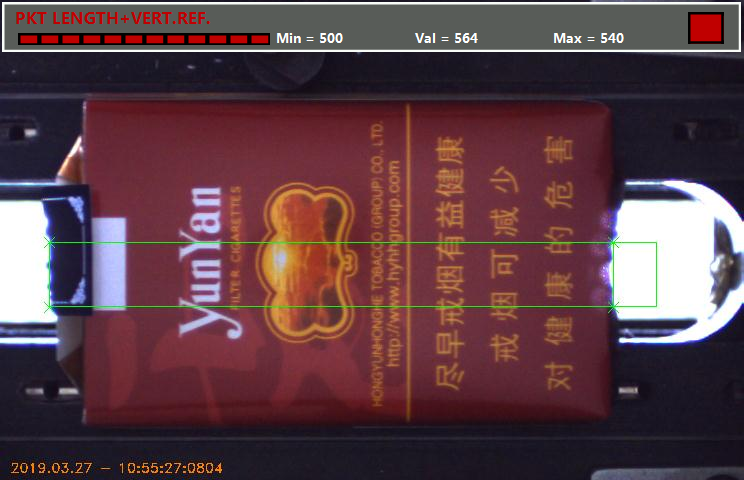 PKT LENGTH+VERT.REF.
Min = 500 Val = 564 Max = 540
YunYan
FILTER CIGARETTES
HONGYUNHONGHE TOBACCO (GROUP) CO., LTD.
http://www.hyhhgroup.com
尽早戒烟有益健康
戒烟可减少
对健康的危害
2019.03.27 – 10:55:27:0804